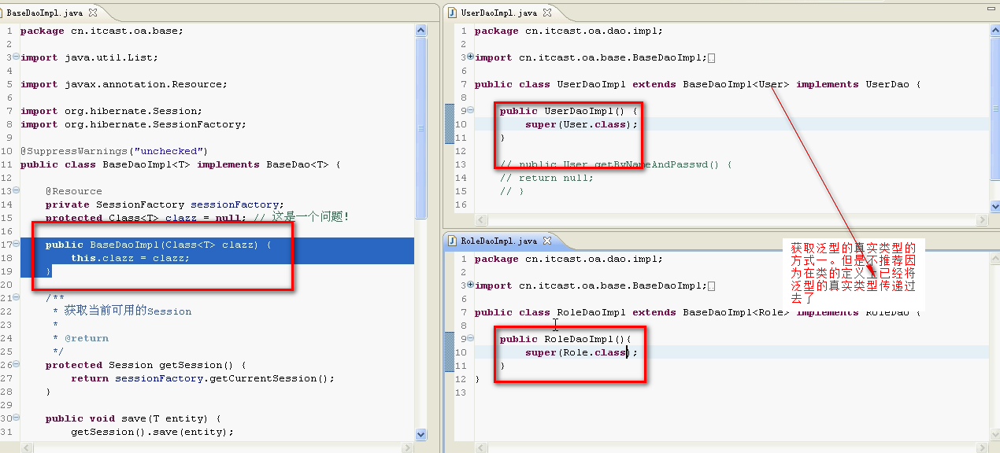 BaseDaoImpl.java
1 package cn.itcast.oa.base;
2
3 import java.util.List;
4
5 import javax.annotation.Resource;
6
7 import org.hibernate.Session;
8 import org.hibernate.SessionFactory;
9
10 @SuppressWarnings("unchecked")
11 public class BaseDaoImpl<T> implements BaseDao<T> {
12
13 @Resource
14 private SessionFactory sessionFactory;
15 protected Class<T> clazz = null; // 这是一个问题!
16
17 public BaseDaoImpl(Class<T> clazz) {
18 this.clazz = clazz;
19 }
20
21 /**
22 * 获取当前可用的Session
23 *
24 * @return
25 */
26 protected Session getSession() {
27 return sessionFactory.getCurrentSession();
28 }
29
30 public void save(T entity) {
31 getSession().save(entity);
UserDaoImpl.java
1 package cn.itcast.oa.dao.impl;
2
3 import cn.itcast.oa.base.BaseDaoImpl;
6
7 public class UserDaoImpl extends BaseDaoImpl<User> implements UserDao {
8
9 public UserDaoImpl() {
10 super(User.class);
11 }
12
13 // public User getByNameAndPasswd() {
14 // return null;
15 // }
16
RoleDaoImpl.java
1 package cn.itcast.oa.dao.impl;
2
3 import cn.itcast.oa.base.BaseDaoImpl;
6
7 public class RoleDaoImpl extends BaseDaoImpl<Role> implements RoleDao {
8
9 public RoleDaoImpl(){
10 super(Role.class);
11 }
12 }
13
获取泛型的真实类型的
方式一。但是不推荐因
为在类的定义上已经将
泛型的真实类型传递过
去了